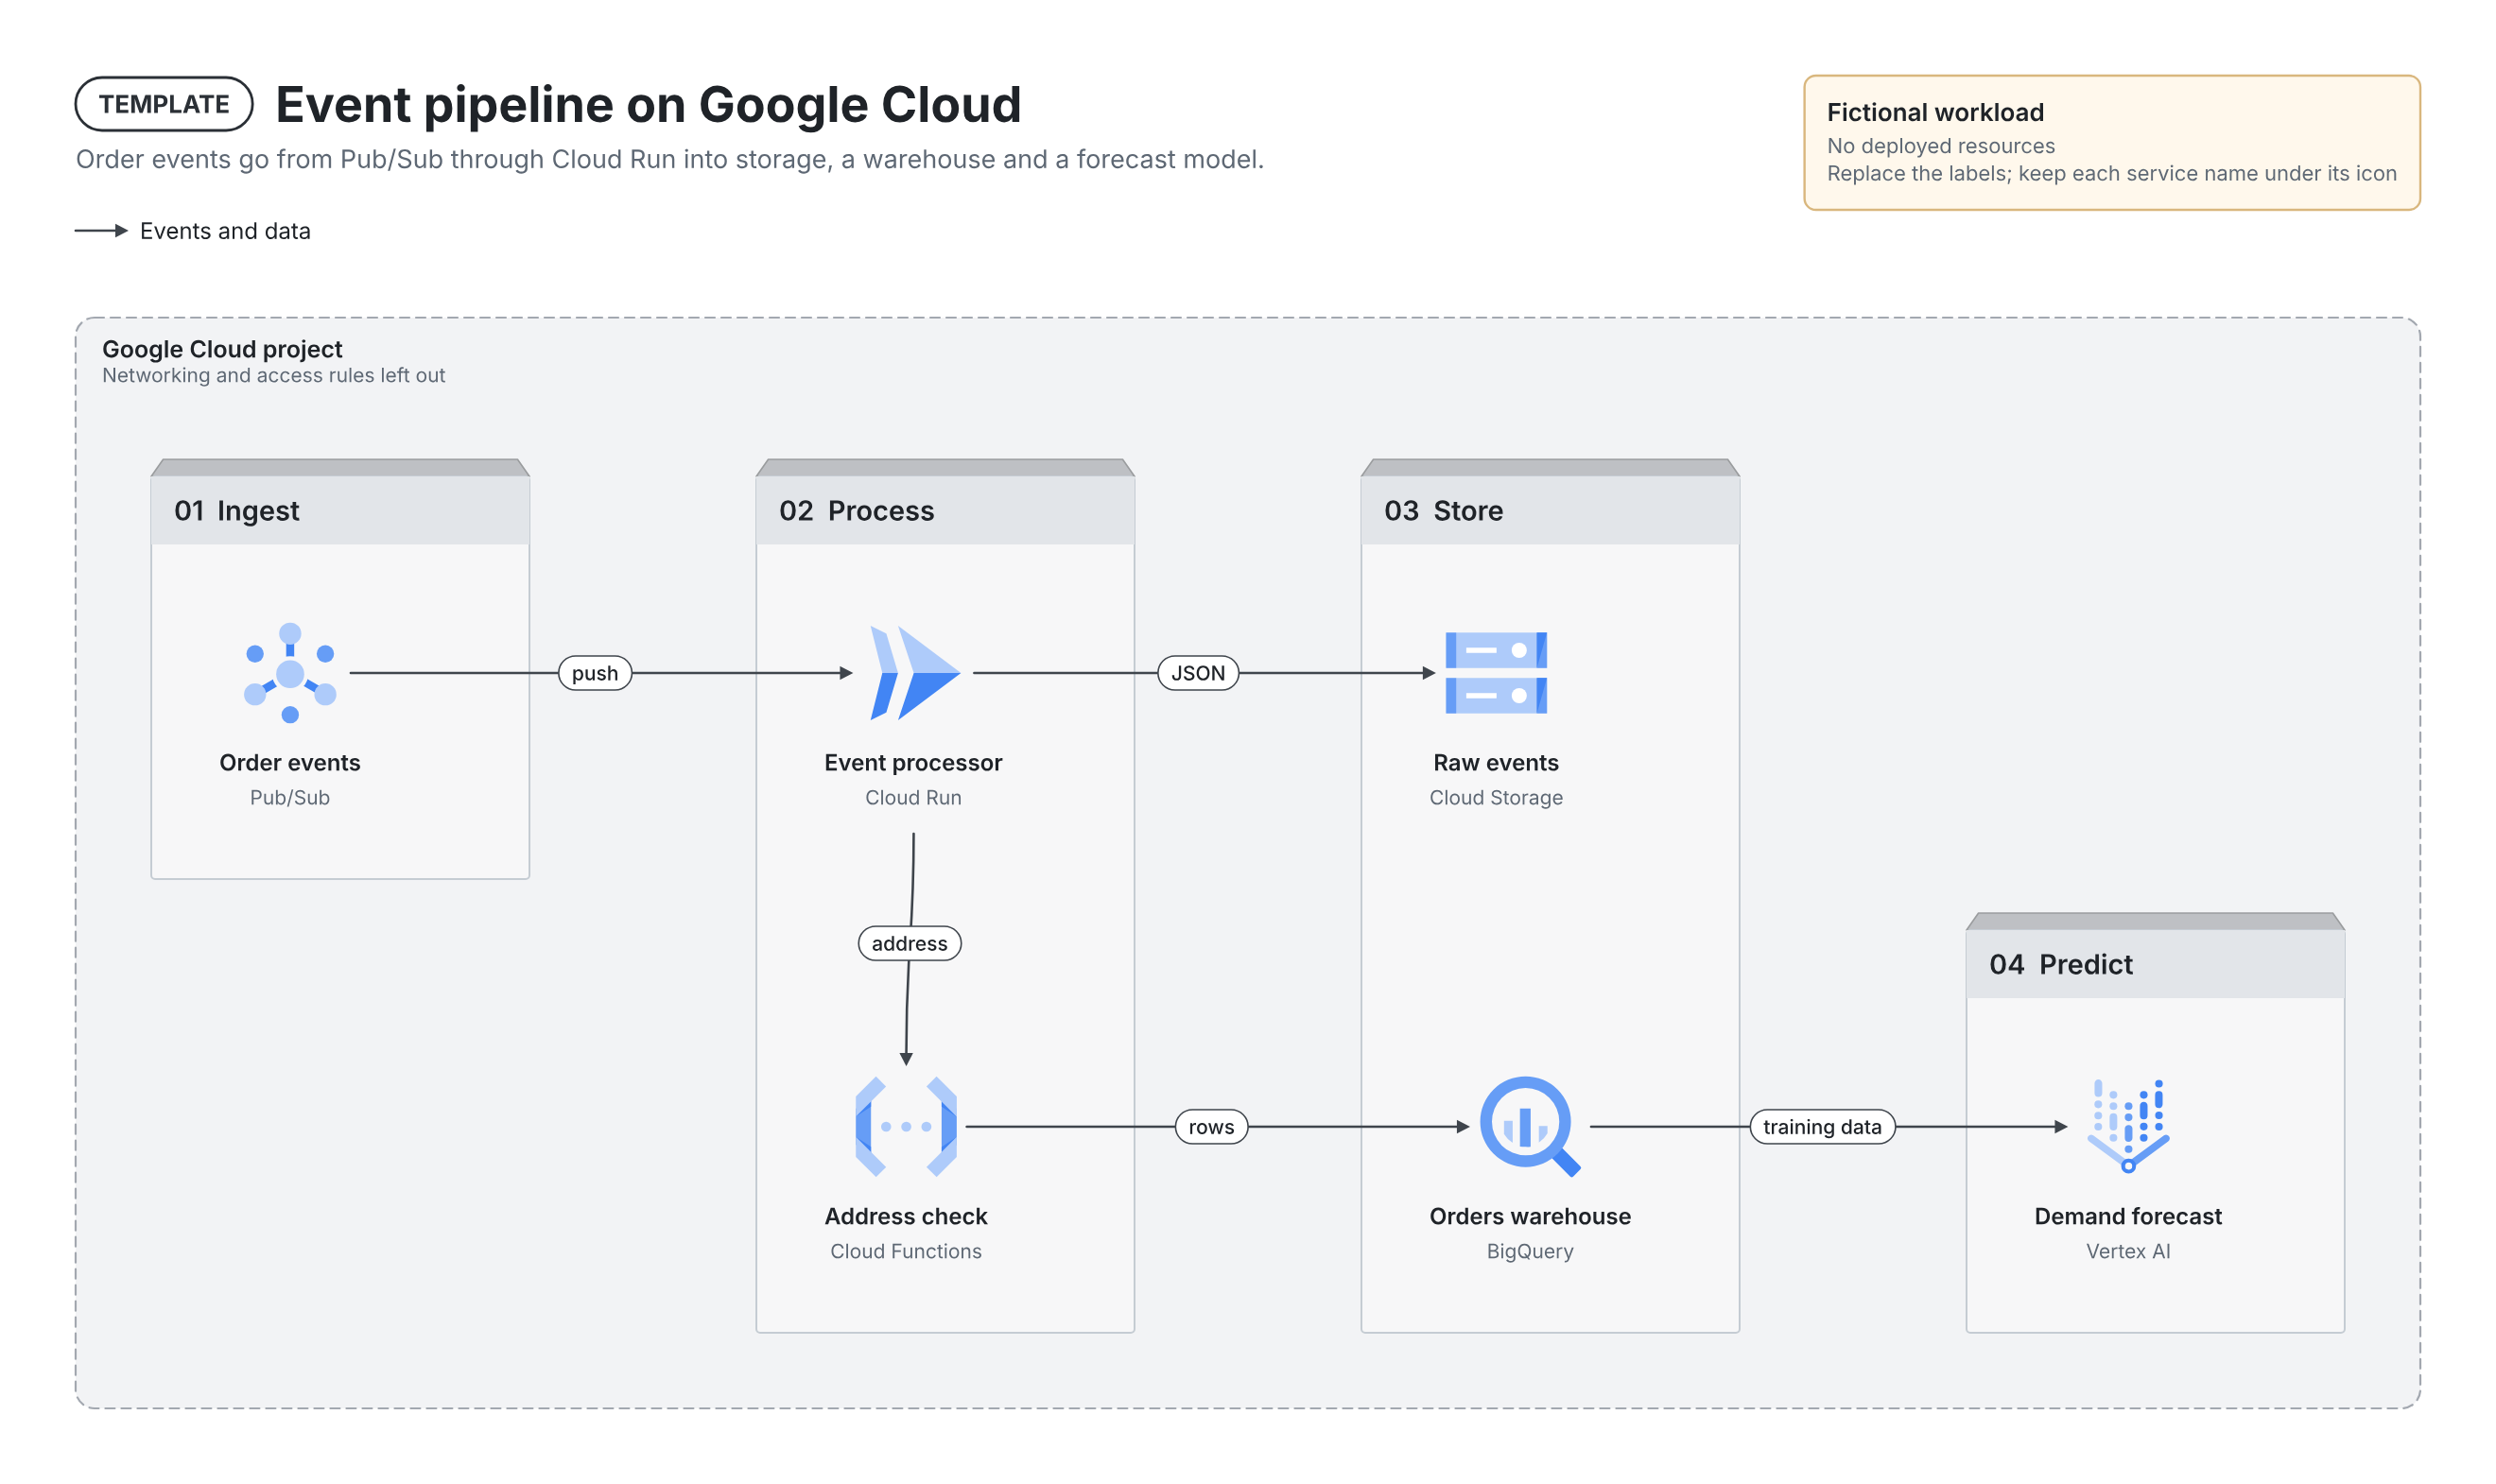 TEMPLATE
Event pipeline on Google Cloud
Order events go from Pub/Sub through Cloud Run into storage, a warehouse and a forecast model.
Events and data
Fictional workload
No deployed resources
Replace the labels; keep each service name under its icon
Google Cloud project
Networking and access rules left out
01 Ingest
Order events
Pub/Sub
push
02 Process
Event processor
Cloud Run
address
Address check
Cloud Functions
JSON
rows
03 Store
Raw events
Cloud Storage
Orders warehouse
BigQuery
training data
04 Predict
Demand forecast
Vertex AI